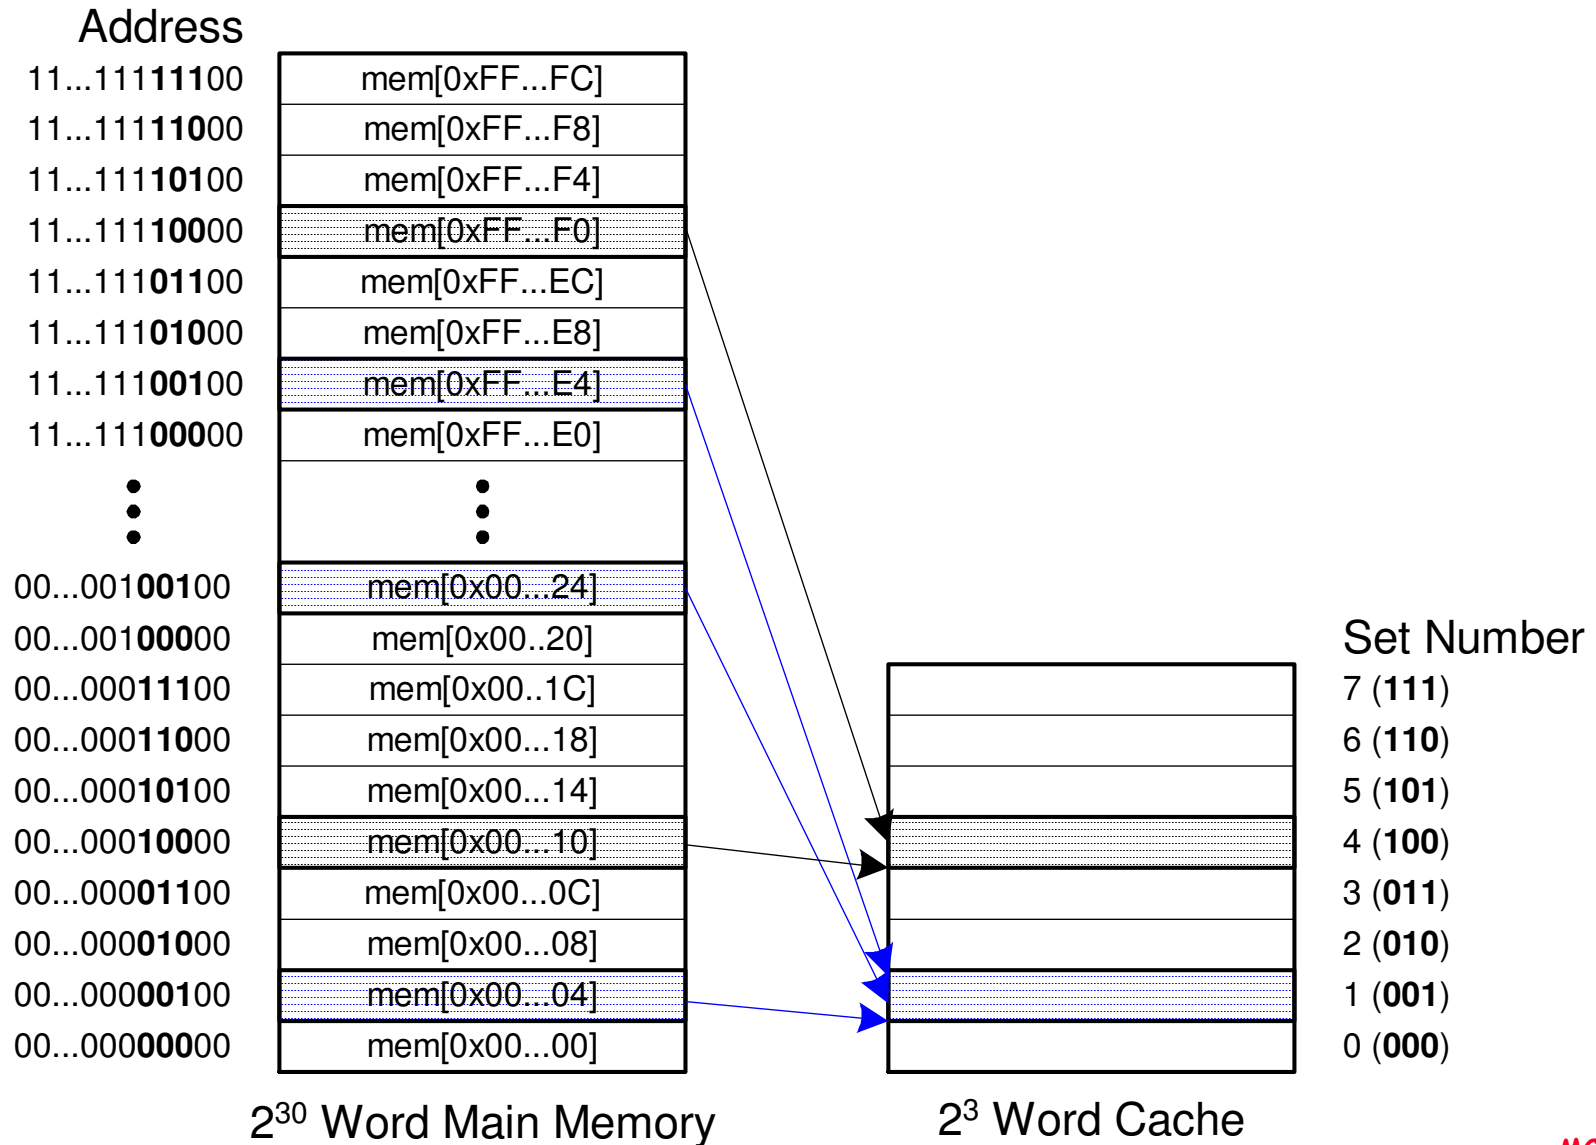 Address
11...11111100 mem[0xFF...FC]
11...11111000 mem[0xFF...F8]
11...11110100 mem[0xFF...F4]
11...11110000 mem[0xFF...F0]
11...11101100 mem[0xFF...EC]
11...11101000 mem[0xFF...E8]
11...11100100 mem[0xFF...E4]
11...11100000 mem[0xFF...E0]
00...00100100 mem[0x00...24]
00...00100000 mem[0x00..20]
Set Number
00...00011100 mem[0x00..1C] 7 (111)
00...00011000 mem[0x00...18] 6 (110)
00...00010100 mem[0x00...14] 5 (101)
00...00010000 mem[0x00...10] 4 (100)
00...00001100 mem[0x00...0C] 3 (011)
00...00001000 mem[0x00...08] 2 (010)
00...00000100 mem[0x00...04] 1 (001)
00...00000000 mem[0x00...00] 0 (000)
2³⁰ Word Main Memory 2³ Word Cache